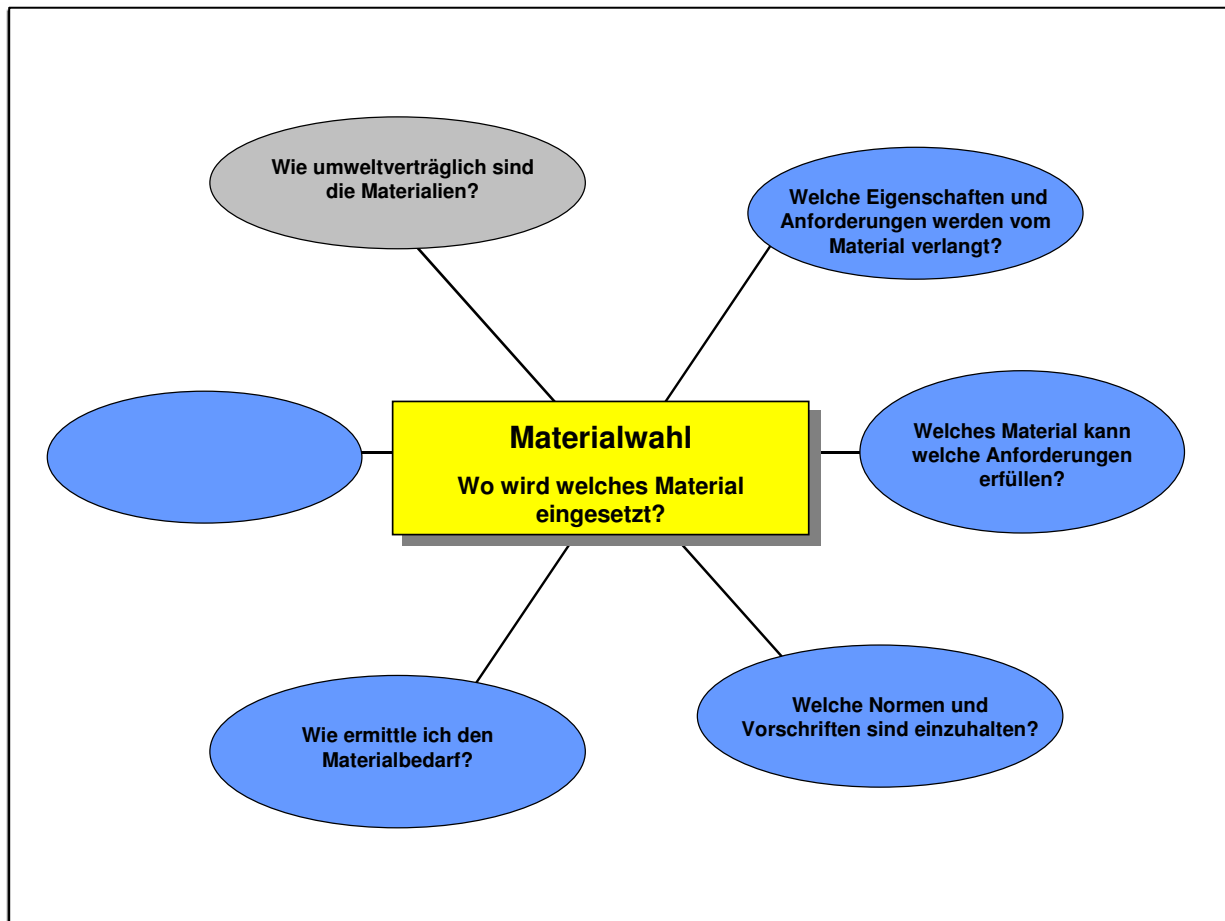 Wie umweltverträglich sind
die Materialien?
Welche Eigenschaften und
Anforderungen werden vom
Material verlangt?
Materialwahl
Wo wird welches Material
eingesetzt?
Welches Material kann
welche Anforderungen
erfüllen?
Wie ermittle ich den
Materialbedarf?
Welche Normen und
Vorschriften sind einzuhalten?